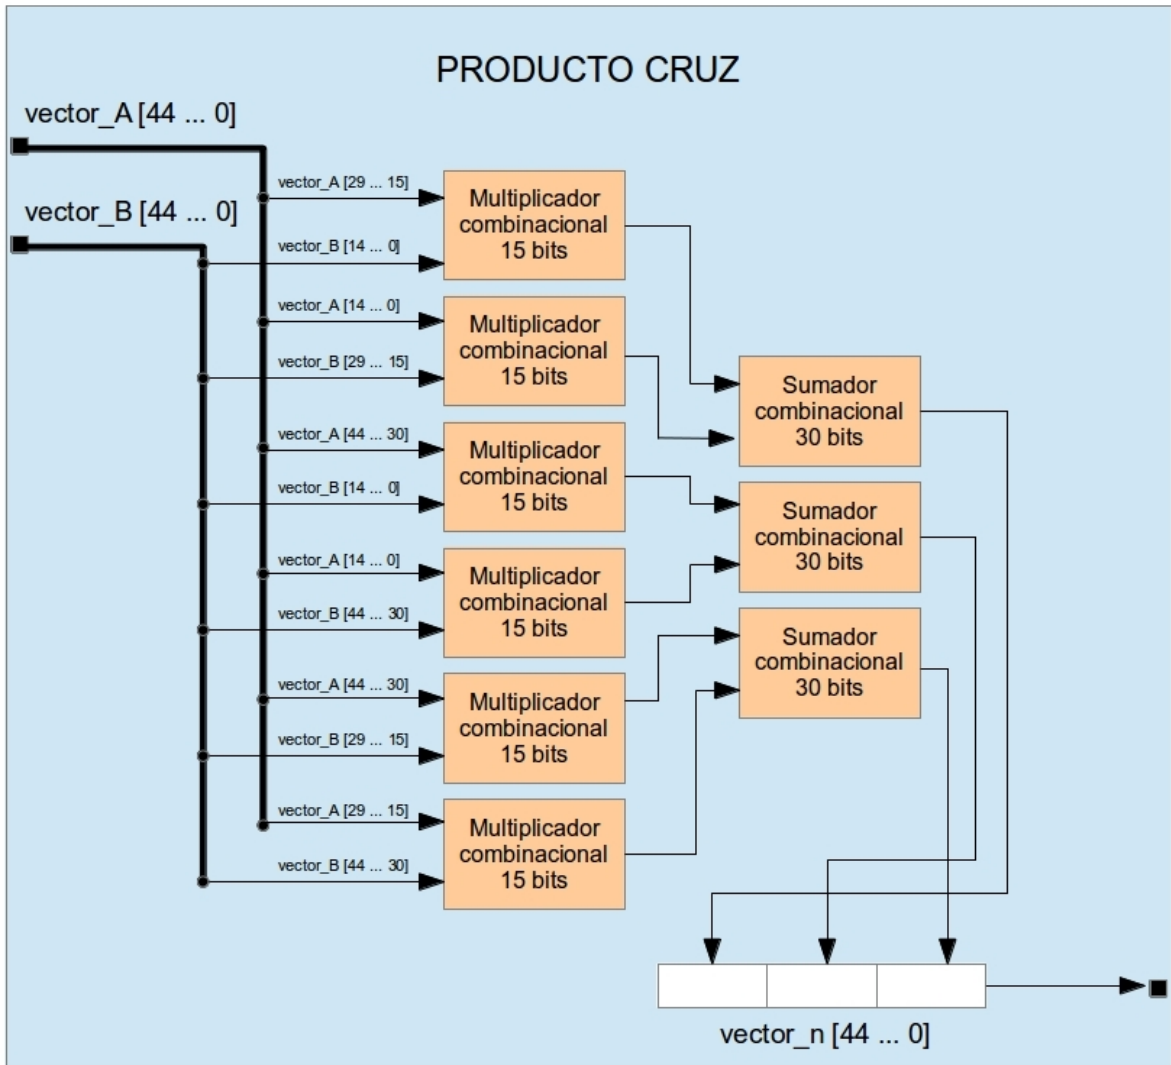 PRODUCTO CRUZ
vector_A [44 ... 0]
vector_B [44 ... 0]
vector_A [29 ... 15]
vector_B [14 ... 0]
Multiplicador
combinacional
15 bits
vector_A [14 ... 0]
vector_B [29 ... 15]
Multiplicador
combinacional
15 bits
vector_A [44 ... 30]
vector_B [14 ... 0]
Multiplicador
combinacional
15 bits
vector_A [14 ... 0]
vector_B [44 ... 30]
Multiplicador
combinacional
15 bits
vector_A [44 ... 30]
vector_B [29 ... 15]
Multiplicador
combinacional
15 bits
vector_A [29 ... 15]
vector_B [44 ... 30]
Multiplicador
combinacional
15 bits
Sumador
combinacional
30 bits
Sumador
combinacional
30 bits
Sumador
combinacional
30 bits
vector_n [44 ... 0]